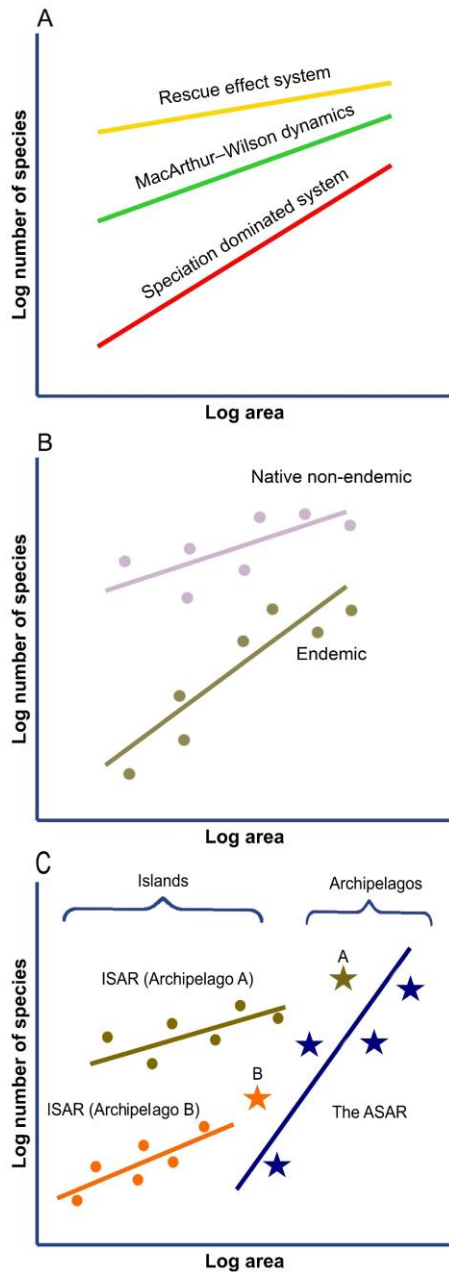 A
Rescue effect system
MacArthur–Wilson dynamics
Speciation dominated system
Log number of species
Log area
B
Native non-endemic
Endemic
Log number of species
Log area
C
Islands
Archipelagos
ISAR (Archipelago A)
A
ISAR (Archipelago B)
B
The ASAR
Log number of species
Log area